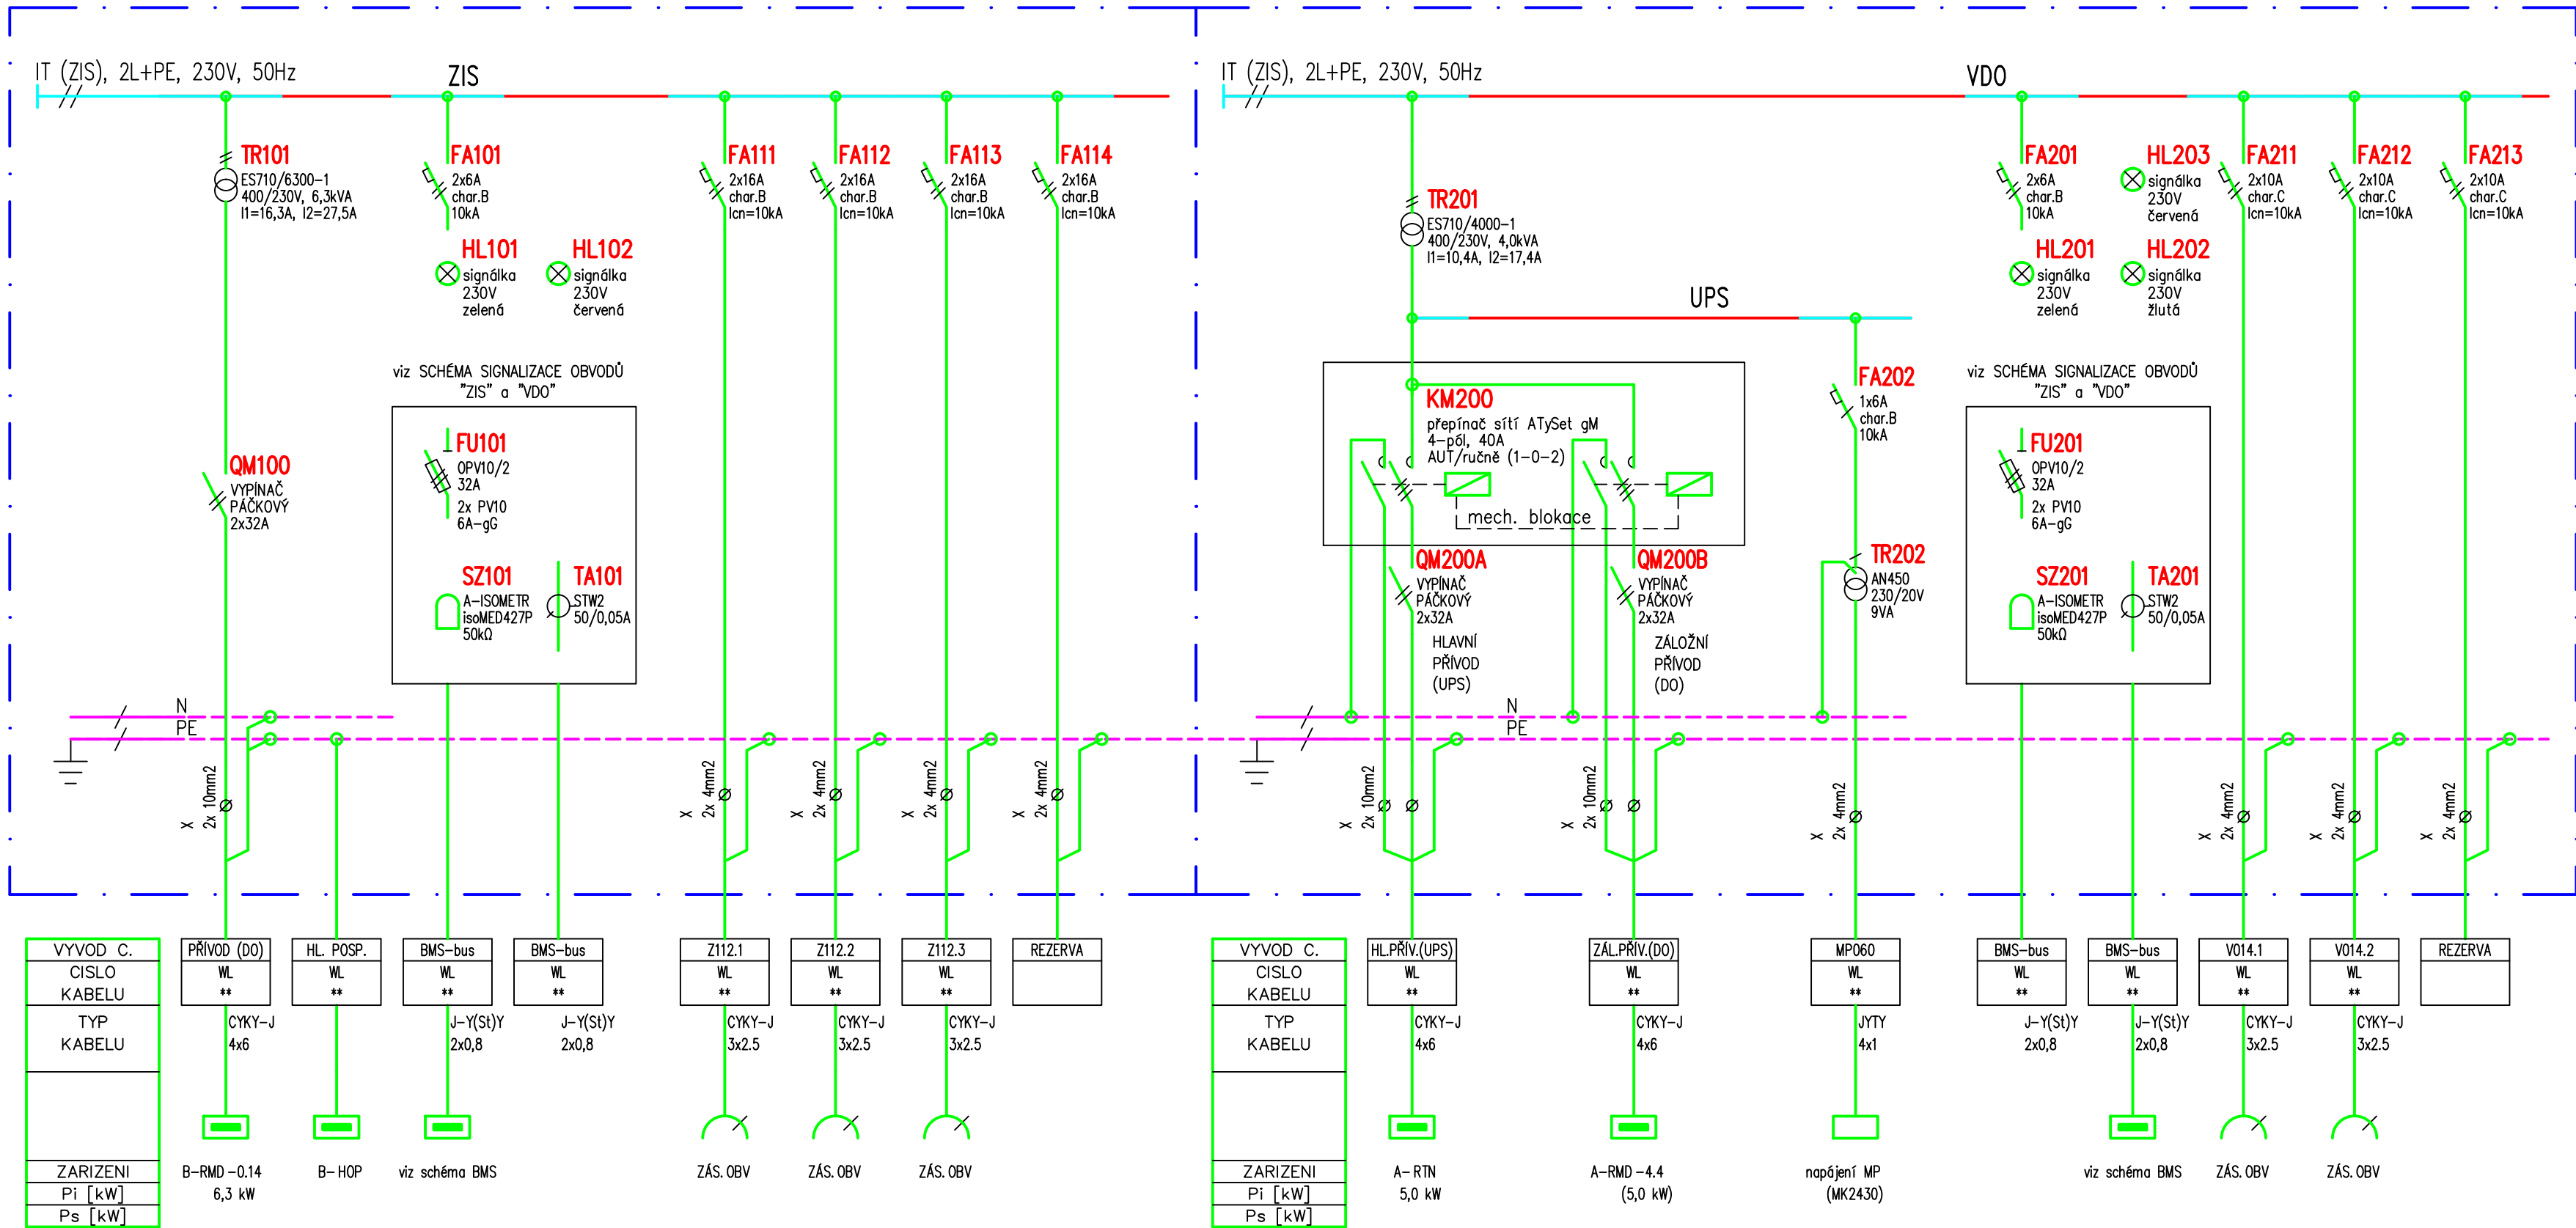 IT (ZIS), 2L+PE, 230V, 50Hz
ZIS
TR101
ES710/6300-1
400/230V, 6,3kVA
I1=16,3A, I2=27,5A
FA101
2x6A
char.B
10kA
HL101
signálka
230V
zelená
HL102
signálka
230V
červená
FA111
2x16A
char.B
Icn=10kA
FA112
2x16A
char.B
Icn=10kA
FA113
2x16A
char.B
Icn=10kA
FA114
2x16A
char.B
Icn=10kA
viz SCHÉMA SIGNALIZACE OBVODŮ
"ZIS" a "VDO"
QM100
VYPÍNAČ
PÁČKOVÝ
2x32A
FU101
OPV10/2
32A
2x PV10
6A-gG
SZ101
A-ISOMETR
isoMED427P
50kΩ
TA101
STW2
50/0,05A
N
PE
X
2x 10mm2
X
2x 4mm2
X
2x 4mm2
X
2x 4mm2
X
2x 4mm2
VYVOD C.
CISLO
KABELU
TYP
KABELU
ZARIZENI
Pi [kW]
Ps [kW]
PŘÍVOD (DO)
WL
**
CYKY-J
4x6
B-RMD-0.14
6,3 kW
HL. POSP.
WL
**
B-HOP
BMS-bus
WL
**
J-Y(St)Y
2x0,8
viz schéma BMS
BMS-bus
WL
**
J-Y(St)Y
2x0,8
Z112.1
WL
**
CYKY-J
3x2.5
ZÁS.OBV
Z112.2
WL
**
CYKY-J
3x2.5
ZÁS.OBV
Z112.3
WL
**
CYKY-J
3x2.5
ZÁS.OBV
REZERVA
IT (ZIS), 2L+PE, 230V, 50Hz
VDO
TR201
ES710/4000-1
400/230V, 4,0kVA
I1=10,4A, I2=17,4A
UPS
KM200
přepínač sítí ATySet gM
4-pól, 40A
AUT/ručně (1-0-2)
mech. blokace
QM200A
VYPÍNAČ
PÁČKOVÝ
2x32A
HLAVNÍ
PŘÍVOD
(UPS)
QM200B
VYPÍNAČ
PÁČKOVÝ
2x32A
ZÁLOŽNÍ
PŘÍVOD
(DO)
FA202
1x6A
char.B
10kA
TR202
AN450
230/20V
9VA
FA201
2x6A
char.B
10kA
HL203
signálka
230V
červená
HL201
signálka
230V
zelená
HL202
signálka
230V
žlutá
FA211
2x10A
char.C
Icn=10kA
FA212
2x10A
char.C
Icn=10kA
FA213
2x10A
char.C
Icn=10kA
viz SCHÉMA SIGNALIZACE OBVODŮ
"ZIS" a "VDO"
FU201
OPV10/2
32A
2x PV10
6A-gG
SZ201
A-ISOMETR
isoMED427P
50kΩ
TA201
STW2
50/0,05A
N
PE
X
2x 10mm2
X
2x 10mm2
X
2x 4mm2
X
2x 4mm2
X
2x 4mm2
X
2x 4mm2
VYVOD C.
CISLO
KABELU
TYP
KABELU
ZARIZENI
Pi [kW]
Ps [kW]
HL.PŘÍV.(UPS)
WL
**
CYKY-J
4x6
A-RTN
5,0 kW
ZÁL.PŘÍV.(DO)
WL
**
CYKY-J
4x6
A-RMD-4.4
(5,0 kW)
MP060
WL
**
JYTY
4x1
napájení MP
(MK2430)
BMS-bus
WL
**
J-Y(St)Y
2x0,8
BMS-bus
WL
**
J-Y(St)Y
2x0,8
viz schéma BMS
V014.1
WL
**
CYKY-J
3x2.5
ZÁS.OBV
V014.2
WL
**
CYKY-J
3x2.5
ZÁS.OBV
REZERVA